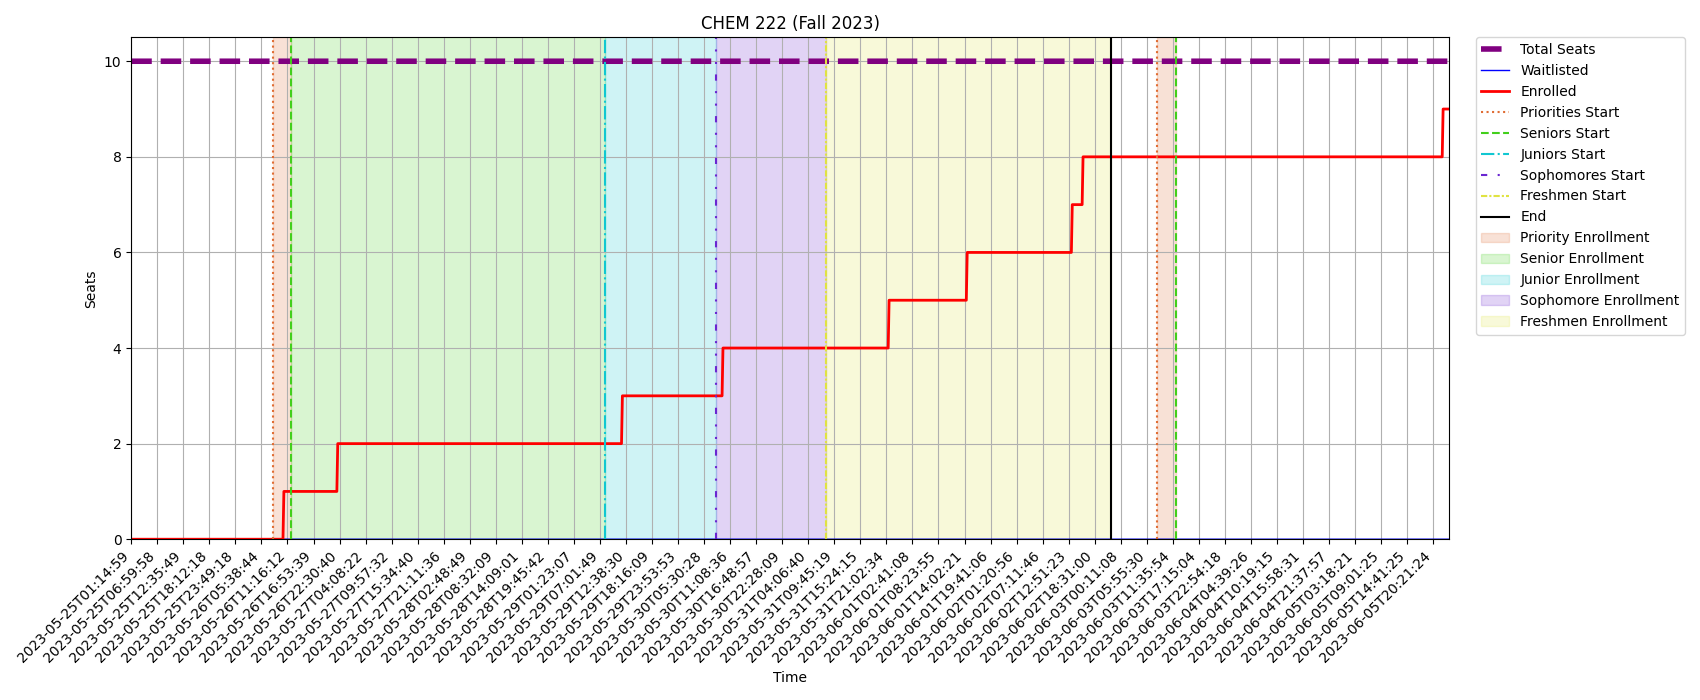 CHEM 222 (Fall 2023)
10
8
6
4
2
0
Seats
2023-05-25T01:14:59
2023-05-25T06:59:58
2023-05-25T12:35:49
2023-05-25T18:12:18
2023-05-25T23:49:18
2023-05-26T05:38:44
2023-05-26T11:16:12
2023-05-26T16:53:39
2023-05-26T22:30:40
2023-05-27T04:08:22
2023-05-27T09:57:32
2023-05-27T15:34:40
2023-05-27T21:11:36
2023-05-28T02:48:49
2023-05-28T08:32:09
2023-05-28T14:09:01
2023-05-28T19:45:42
2023-05-29T01:23:07
2023-05-29T07:01:49
2023-05-29T12:38:30
2023-05-29T18:16:09
2023-05-29T23:53:53
2023-05-30T05:30:28
2023-05-30T11:08:36
2023-05-30T16:48:57
2023-05-30T22:28:09
2023-05-31T04:06:40
2023-05-31T09:45:19
2023-05-31T15:24:15
2023-05-31T21:02:34
2023-06-01T02:41:08
2023-06-01T08:23:55
2023-06-01T14:02:21
2023-06-01T19:41:06
2023-06-02T01:20:56
2023-06-02T07:11:46
2023-06-02T12:51:23
2023-06-02T18:31:00
2023-06-03T00:11:08
2023-06-03T05:55:30
2023-06-03T11:35:54
2023-06-03T17:15:04
2023-06-03T22:54:18
2023-06-04T04:39:26
2023-06-04T10:19:15
2023-06-04T15:58:31
2023-06-04T21:37:57
2023-06-05T03:18:21
2023-06-05T09:01:25
2023-06-05T14:41:25
2023-06-05T20:21:24
Time
Total Seats
Waitlisted
Enrolled
Priorities Start
Seniors Start
Juniors Start
Sophomores Start
Freshmen Start
End
Priority Enrollment
Senior Enrollment
Junior Enrollment
Sophomore Enrollment
Freshmen Enrollment